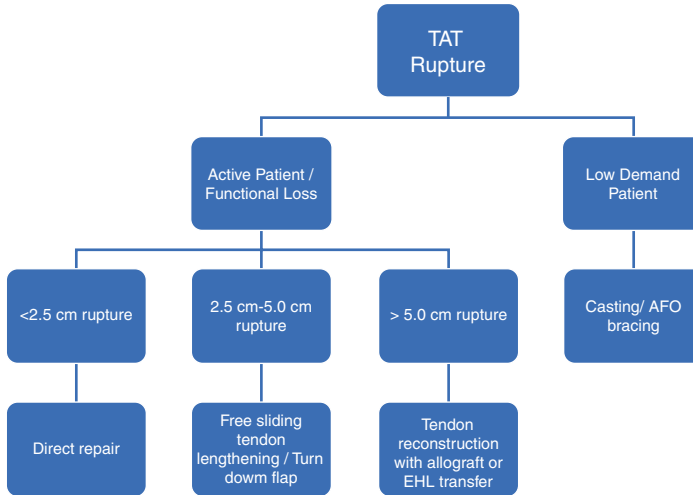 TAT
Rupture
Active Patient /
Functional Loss
Low Demand
Patient
<2.5 cm rupture
2.5 cm-5.0 cm
rupture
> 5.0 cm rupture
Casting/ AFO
bracing
Direct repair
Free sliding
tendon
lengthening / Turn
dowm flap
Tendon
reconstruction
with allograft or
EHL transfer